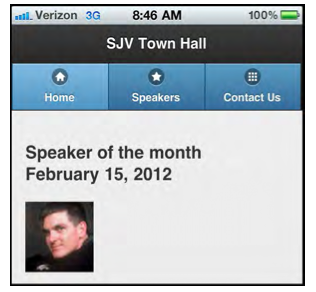 Verizon 3G 8:46 AM 100%
SJV Town Hall
Home Speakers Contact Us
Speaker of the month
February 15, 2012